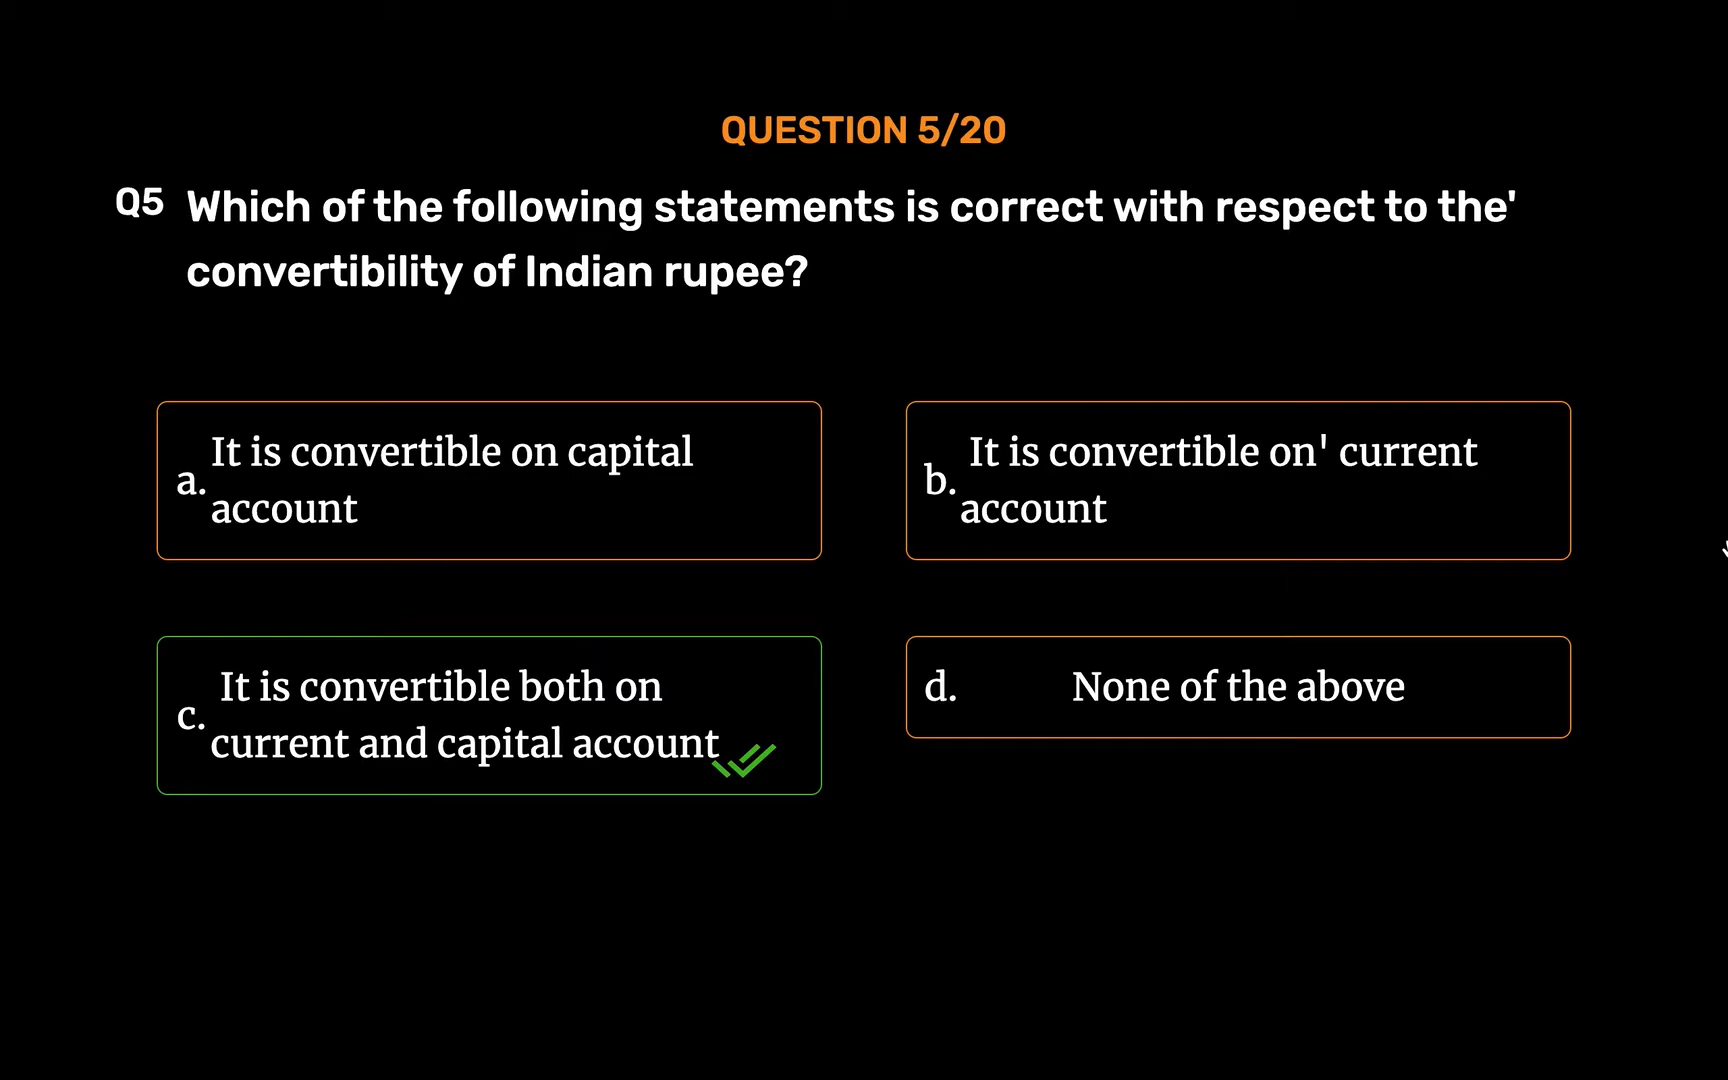 QUESTION 5/20
Q5 Which of the following statements is correct with respect to the'
convertibility of Indian rupee?
a. It is convertible on capital
account
b. It is convertible on' current
account
c. It is convertible both on
current and capital account
d. None of the above